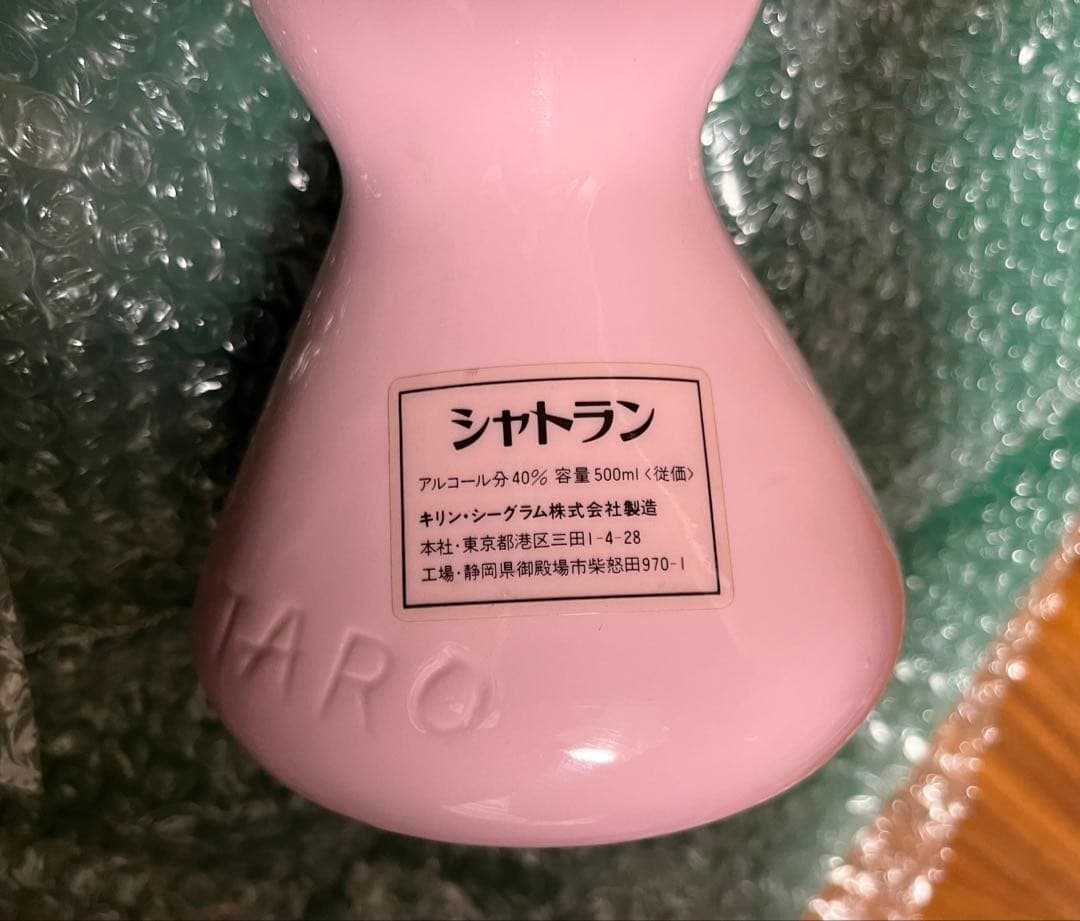 シャトラン
アルコール分40% 容量500ml〈従価〉
キリン・シーグラム株式会社製造
本社・東京都港区三田1-4-28
工場・静岡県御殿場市柴怒田970-1
TARO